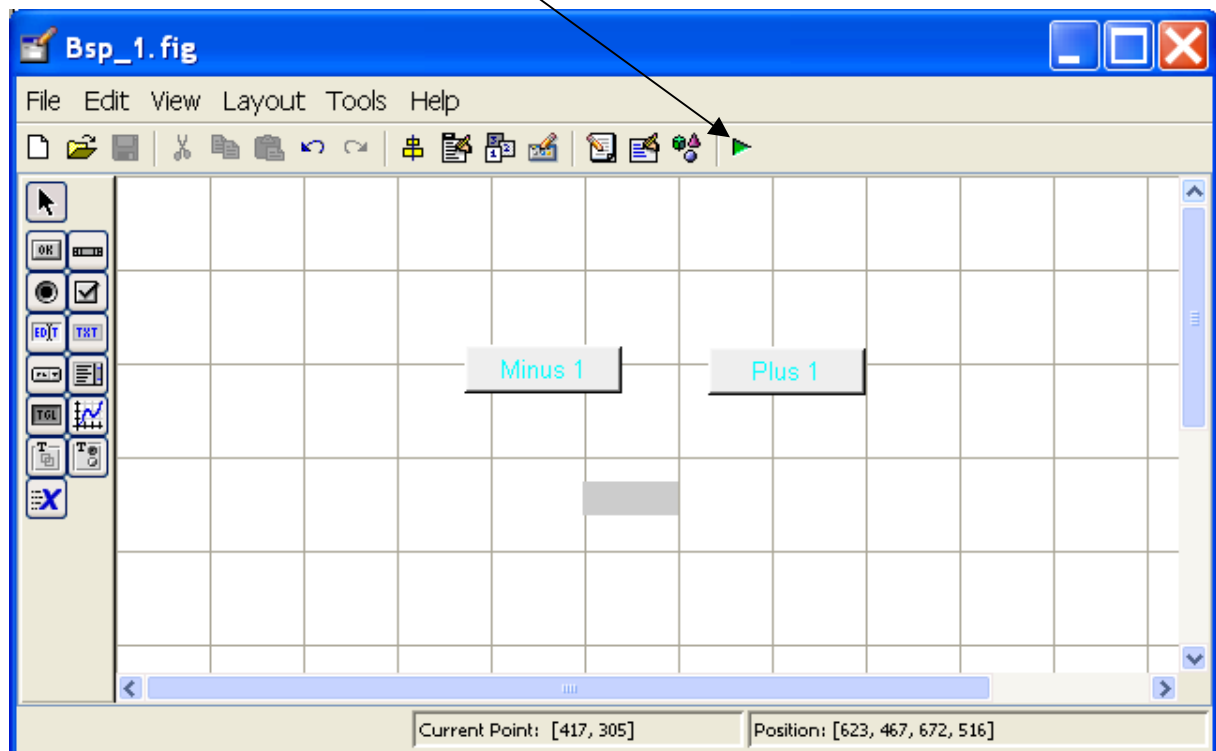 Bsp_1.fig
File Edit View Layout Tools Help
OK
EDIT TXT
TGL
T T
X
Minus 1 Plus 1
Current Point: [417, 305] Position: [623, 467, 672, 516]